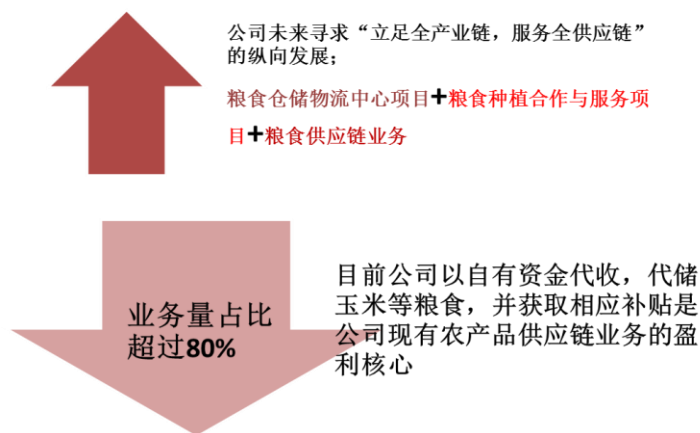 公司未来寻求“立足全产业链，服务全供应链”
的纵向发展；
粮食仓储物流中心项目+粮食种植合作与服务项
目+粮食供应链业务
业务量占比
超过80%
目前公司以自有资金代收，代储
玉米等粮食，并获取相应补贴是
公司现有农产品供应链业务的盈
利核心